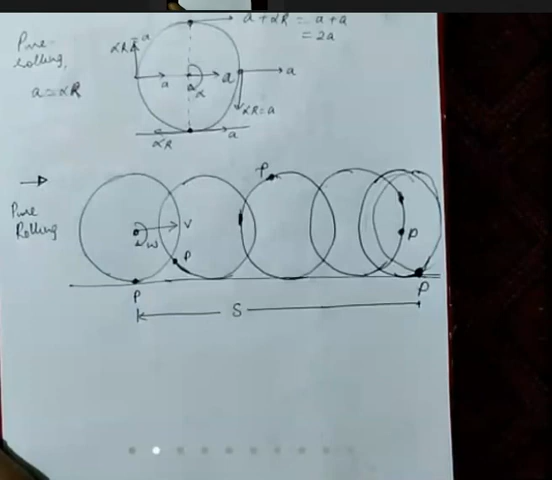 a + αR = a + a
= 2a
Pure
rolling,
a = αR
αR = a
a
a
a
α
αR = a
a
αR
Pure
Rolling
ω
v
P
P
P
P
P
S